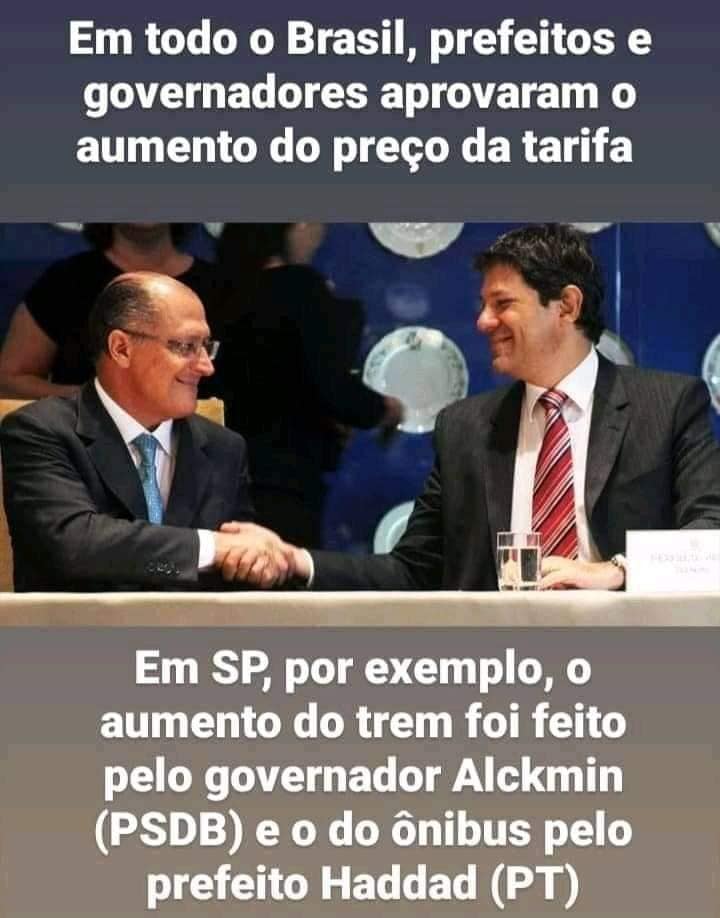 Em todo o Brasil, prefeitos e
governadores aprovaram o
aumento do preço da tarifa
Em SP, por exemplo, o
aumento do trem foi feito
pelo governador Alckmin
(PSDB) e o do ônibus pelo
prefeito Haddad (PT)